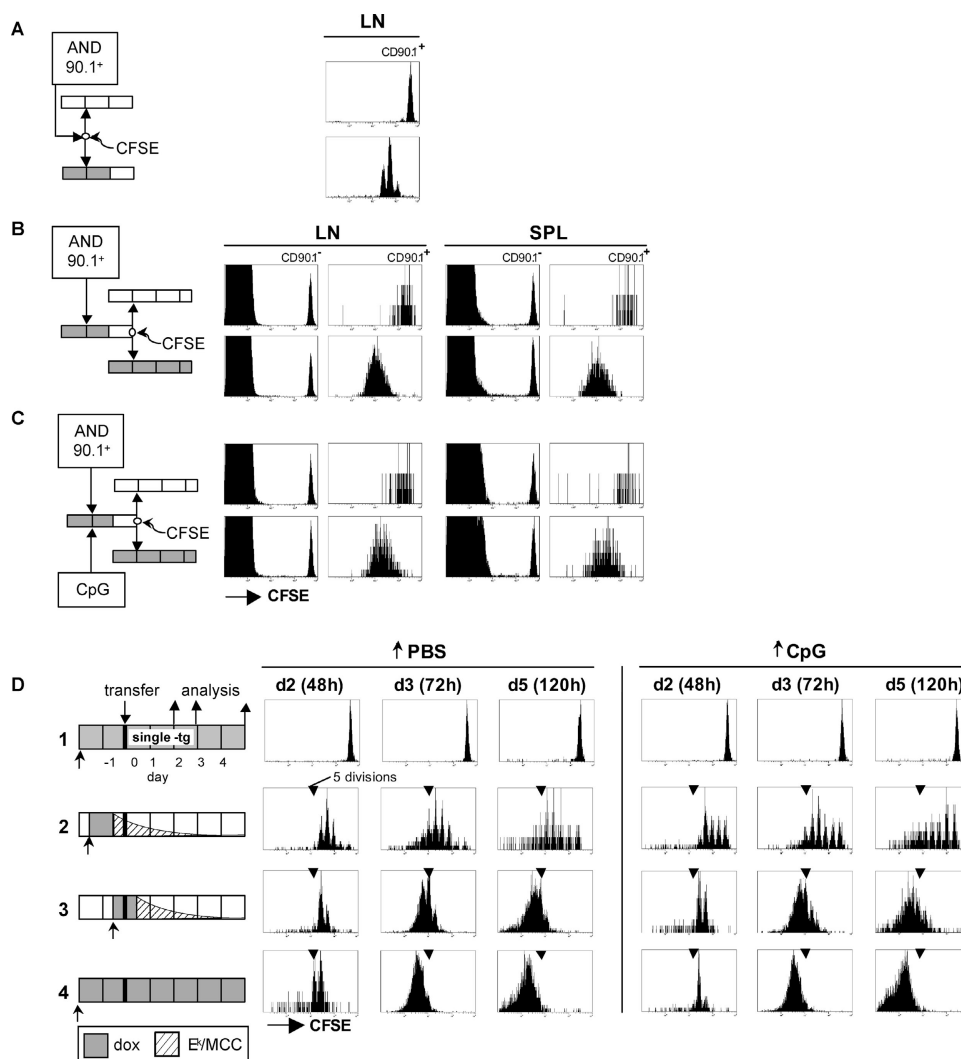 A
AND
90.1+
CFSE
LN
CD90.1+
B
AND
90.1+
CFSE
LN
SPL
CD90.1-
CD90.1+
CD90.1-
CD90.1+
C
AND
90.1+
CFSE
CpG
CFSE
PBS
CpG
D
transfer
analysis
d2 (48h)
d3 (72h)
d5 (120h)
d2 (48h)
d3 (72h)
d5 (120h)
1
single -tg
-1 0 1 2 3 4
day
5 divisions
2
3
4
CFSE
dox
Ek/MCC